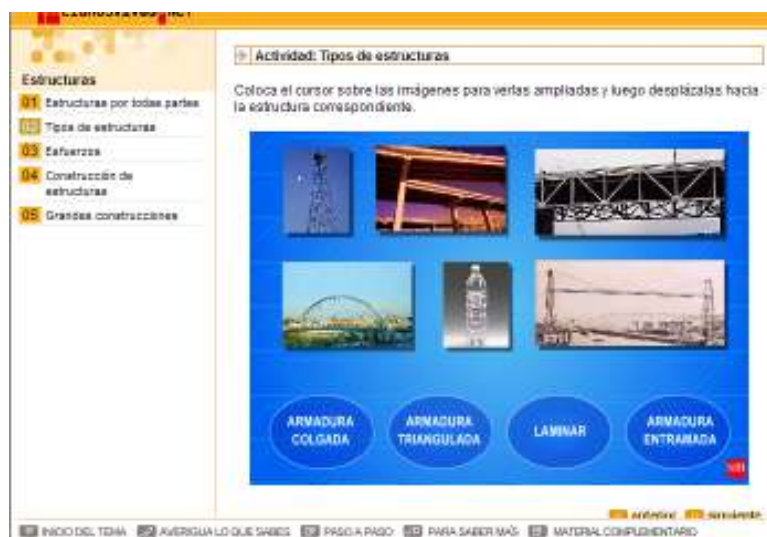 Actividad: Tipos de estructuras
Estructuras
01 Estructuras por todas partes
02 Tipos de estructuras
03 Esfuerzos
04 Construcción de
estructuras
05 Grandes construcciones
Coloca el cursor sobre las imágenes para verlas ampliadas y luego desplázalas hacia
la estructura correspondiente.
ARMADURA
COLGADA
ARMADURA
TRIANGULADA
LAMINAR
ARMADURA
ENTRAMADA
sm
anterior siguiente
INICIO DEL TEMA AVERIGUA LO QUE SABES PASO A PASO PARA SABER MÁS MATERIAL COMPLEMENTARIO